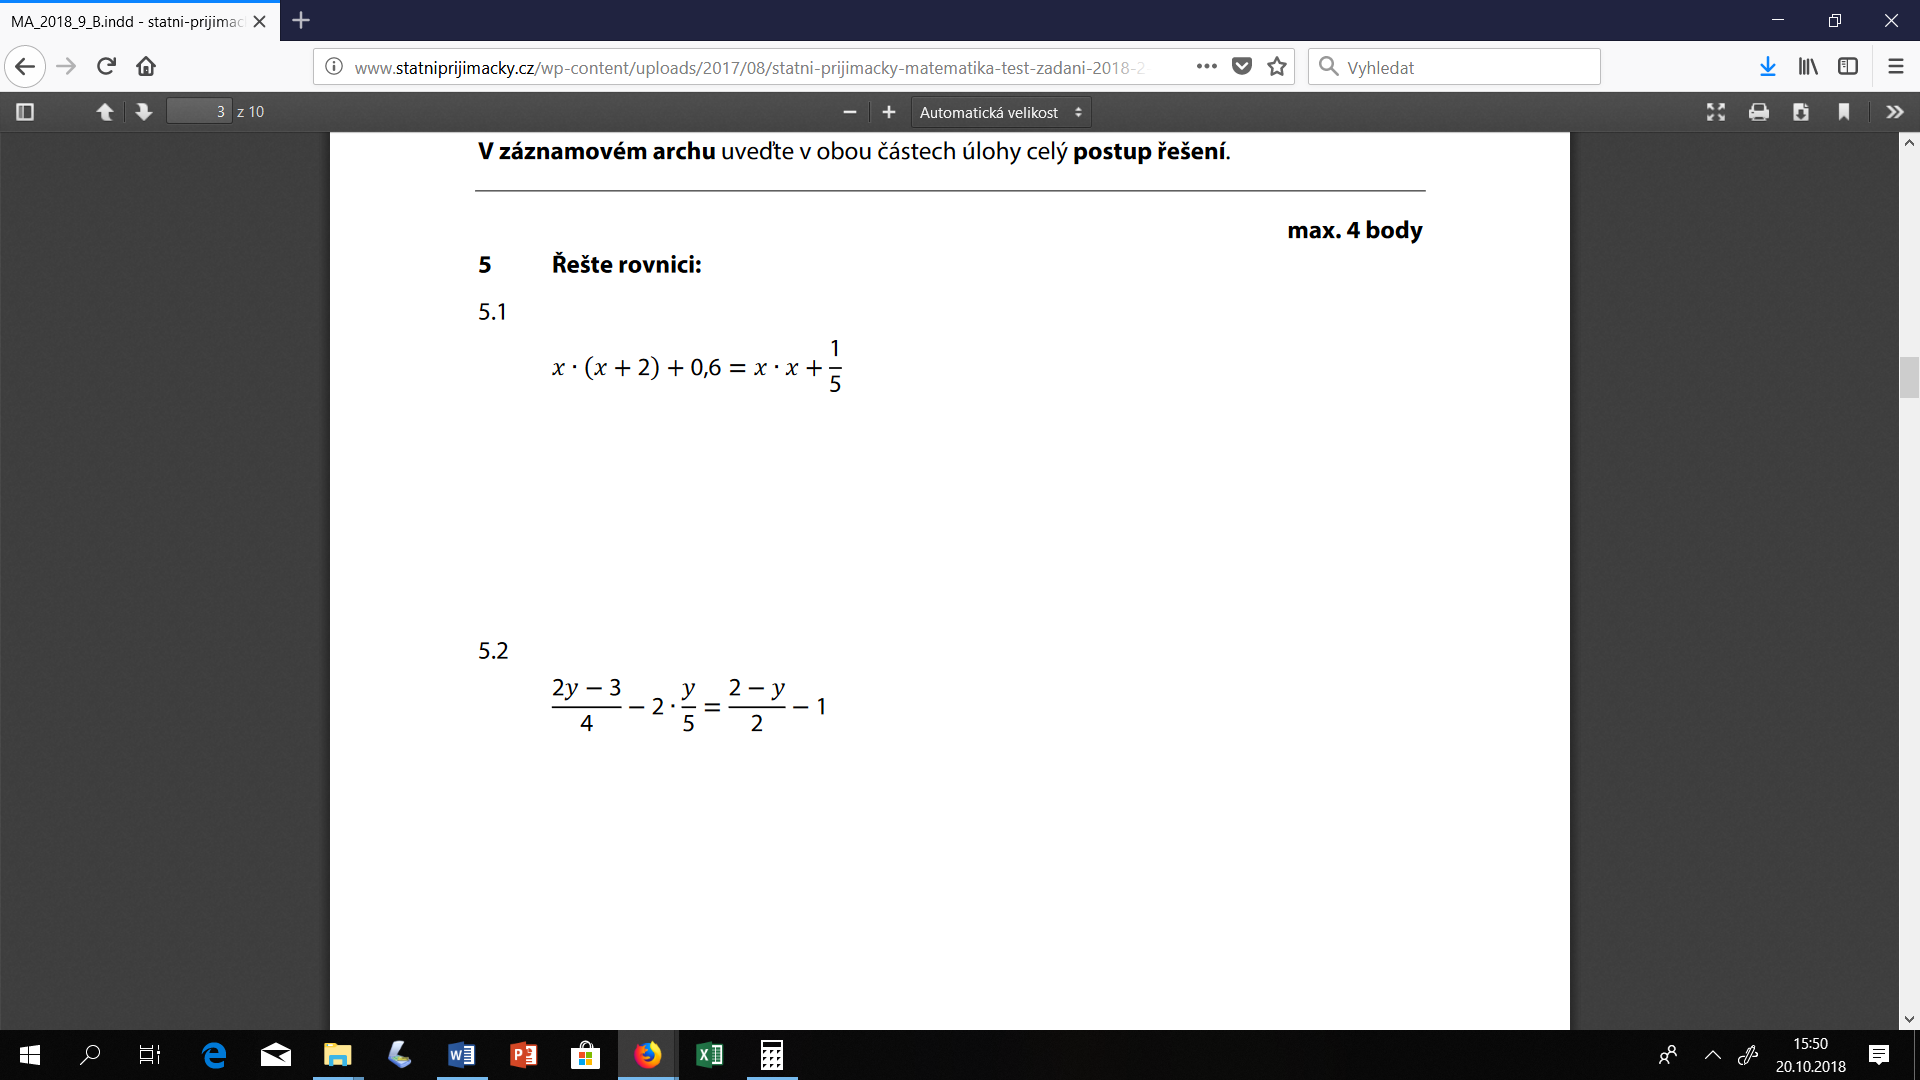 MA_2018_9_B.indd - statni-prijimac
www.statniprijimacky.cz/wp-content/uploads/2017/08/statni-prijimacky-matematika-test-zadani-2018-2
Vyhledat
3 z 10
Automatická velikost
V záznamovém archu uveďte v obou částech úlohy celý postup řešení.
max. 4 body
5 Řešte rovnici:
5.1
x · (x + 2) + 0,6 = x · x + 1/5
5.2
(2y − 3)/4 − 2 · y/5 = (2 − y)/2 − 1
15:50
20.10.2018